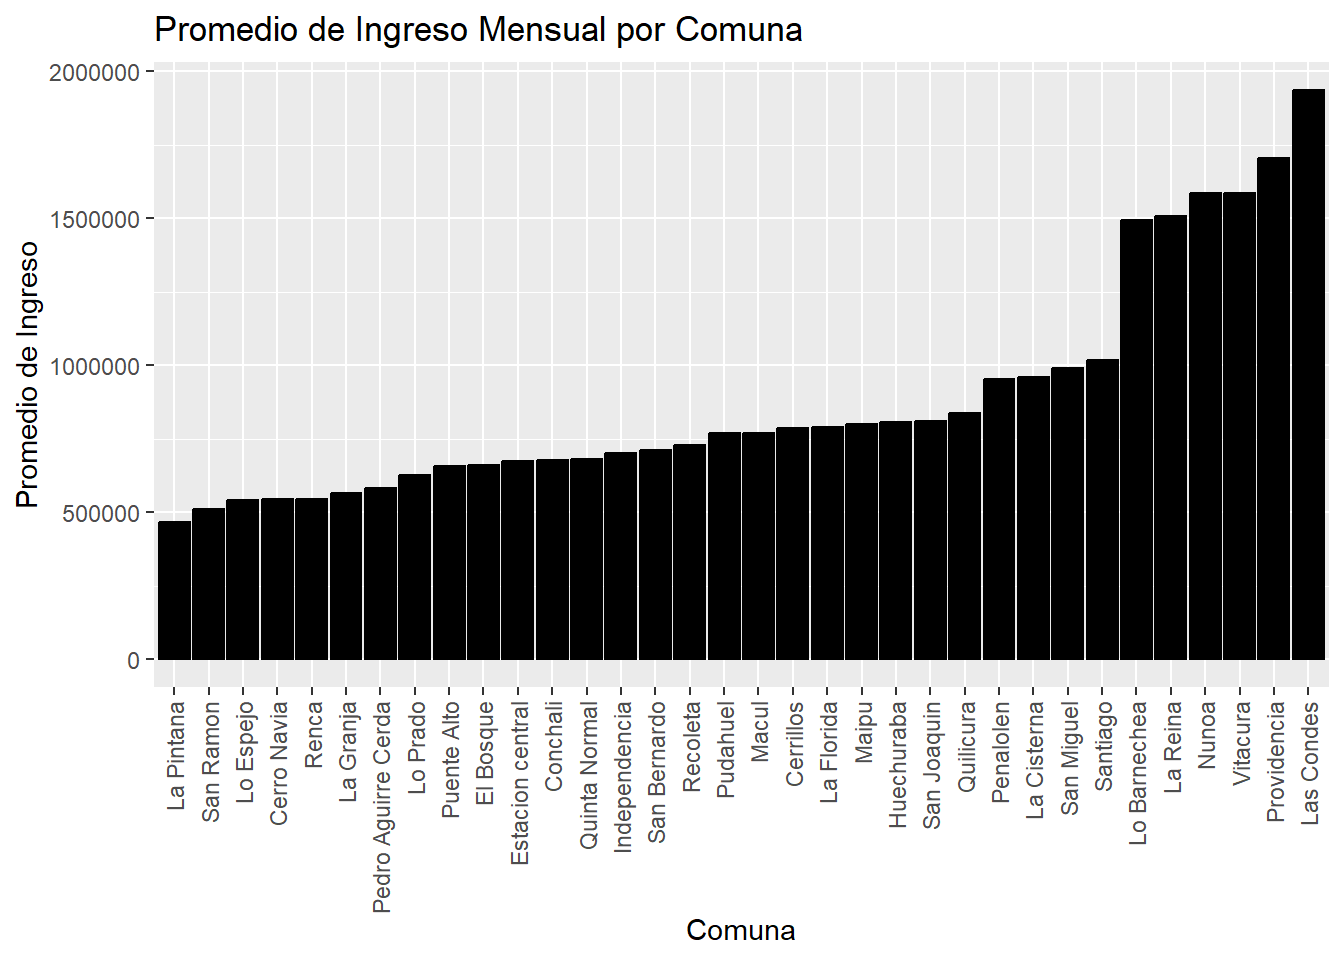 Promedio de Ingreso Mensual por Comuna
Promedio de Ingreso
2000000
1500000
1000000
500000
0
La Pintana
San Ramon
Lo Espejo
Cerro Navia
Renca
La Granja
Pedro Aguirre Cerda
Lo Prado
Puente Alto
El Bosque
Estacion central
Conchali
Quinta Normal
Independencia
San Bernardo
Recoleta
Pudahuel
Macul
Cerrillos
La Florida
Maipu
Huechuraba
San Joaquin
Quilicura
Penalolen
La Cisterna
San Miguel
Santiago
Lo Barnechea
La Reina
Nunoa
Vitacura
Providencia
Las Condes
Comuna